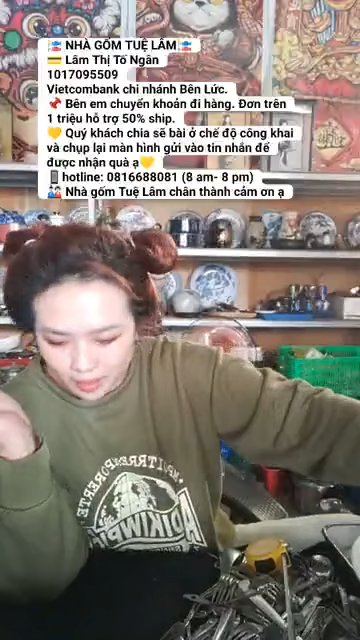 🎏 NHÀ GỐM TUỆ LÂM🎏
💳 Lâm Thị Tố Ngân
1017095509
Vietcombank chi nhánh Bên Lức.
📌 Bên em chuyển khoản đi hàng. Đơn trên
1 triệu hỗ trợ 50% ship.
💛 Quý khách chia sẽ bài ở chế độ công khai
và chụp lại màn hình gửi vào tin nhắn để
được nhận quà ạ💛
📱hotline: 0816688081 (8 am- 8 pm)
🎎 Nhà gốm Tuệ Lâm chân thành cảm ơn ạ